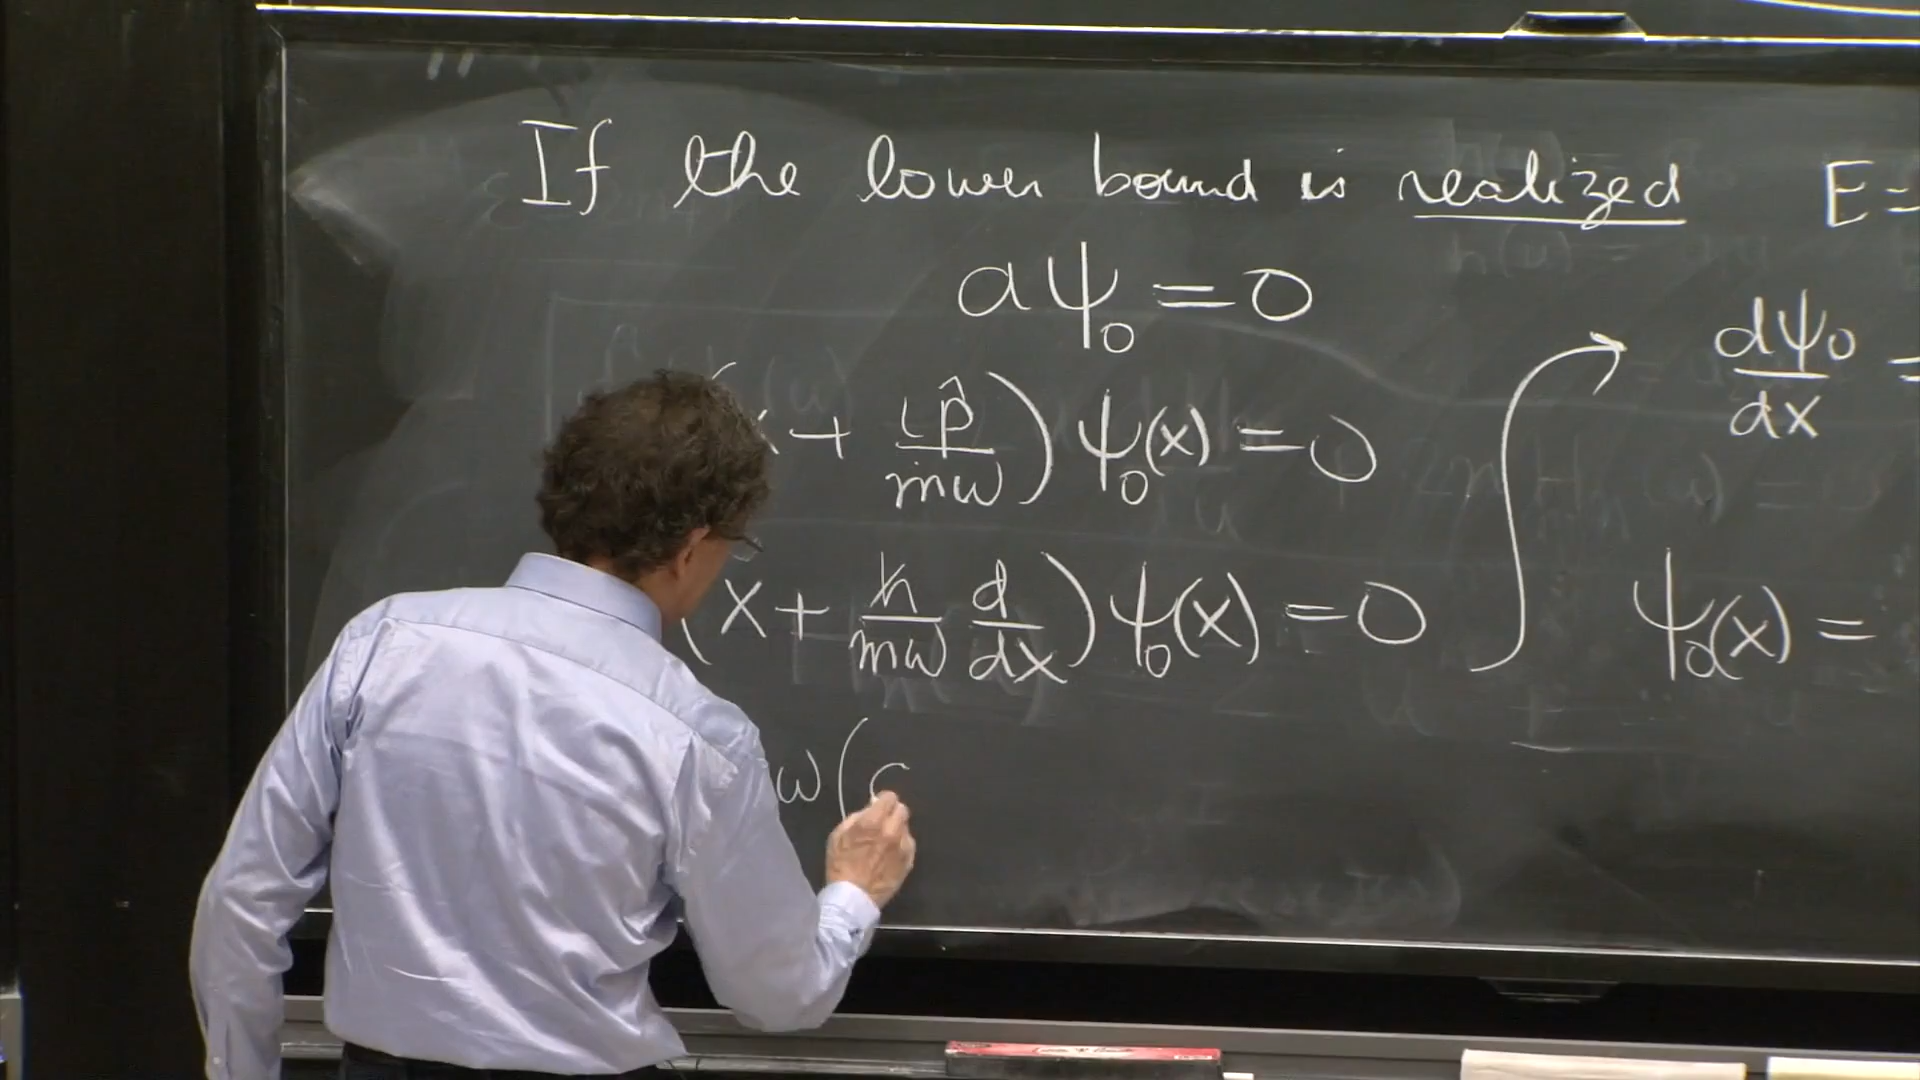 If the lower bound is realized E=
aψ₀ = 0
x + ip̂/mω) ψ₀(x) = 0
dψ₀/dx =
(x + ħ/mω d/dx) ψ₀(x) = 0
ψ₀(x) =
ω(